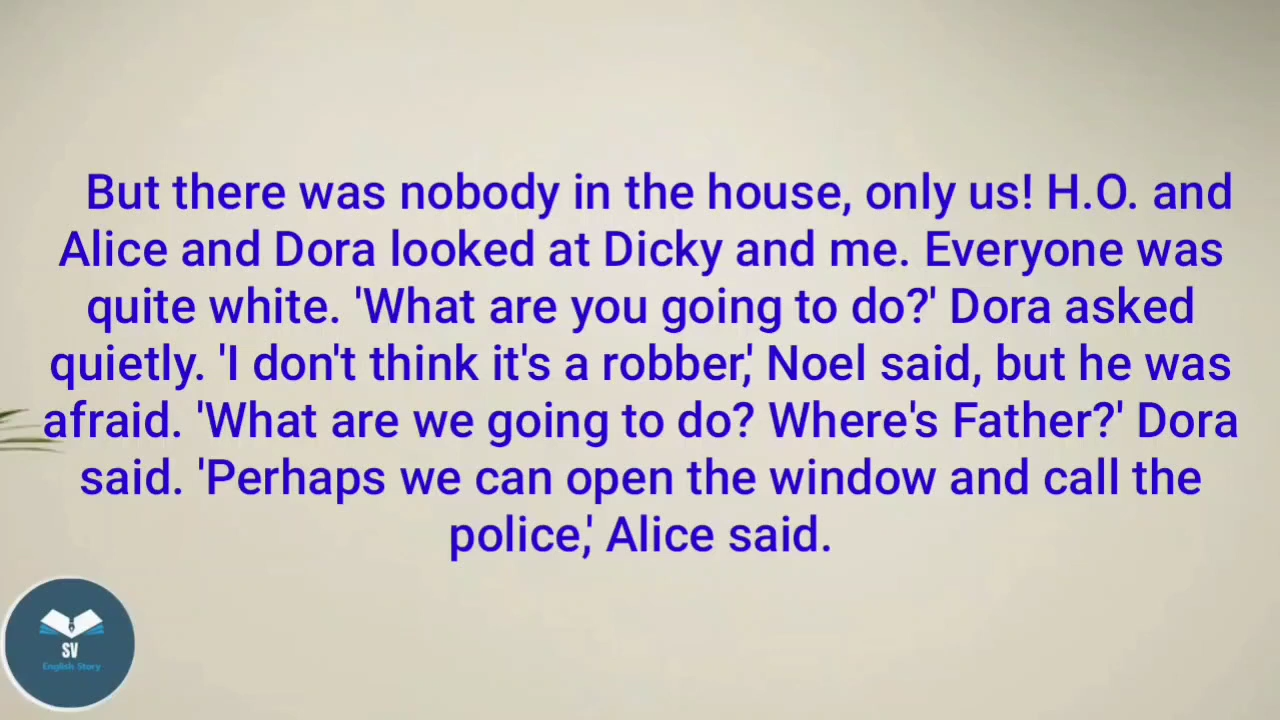 But there was nobody in the house, only us! H.O. and
Alice and Dora looked at Dicky and me. Everyone was
quite white. 'What are you going to do?' Dora asked
quietly. 'I don't think it's a robber,' Noel said, but he was
afraid. 'What are we going to do? Where's Father?' Dora
said. 'Perhaps we can open the window and call the
police,' Alice said.
SV
English Story